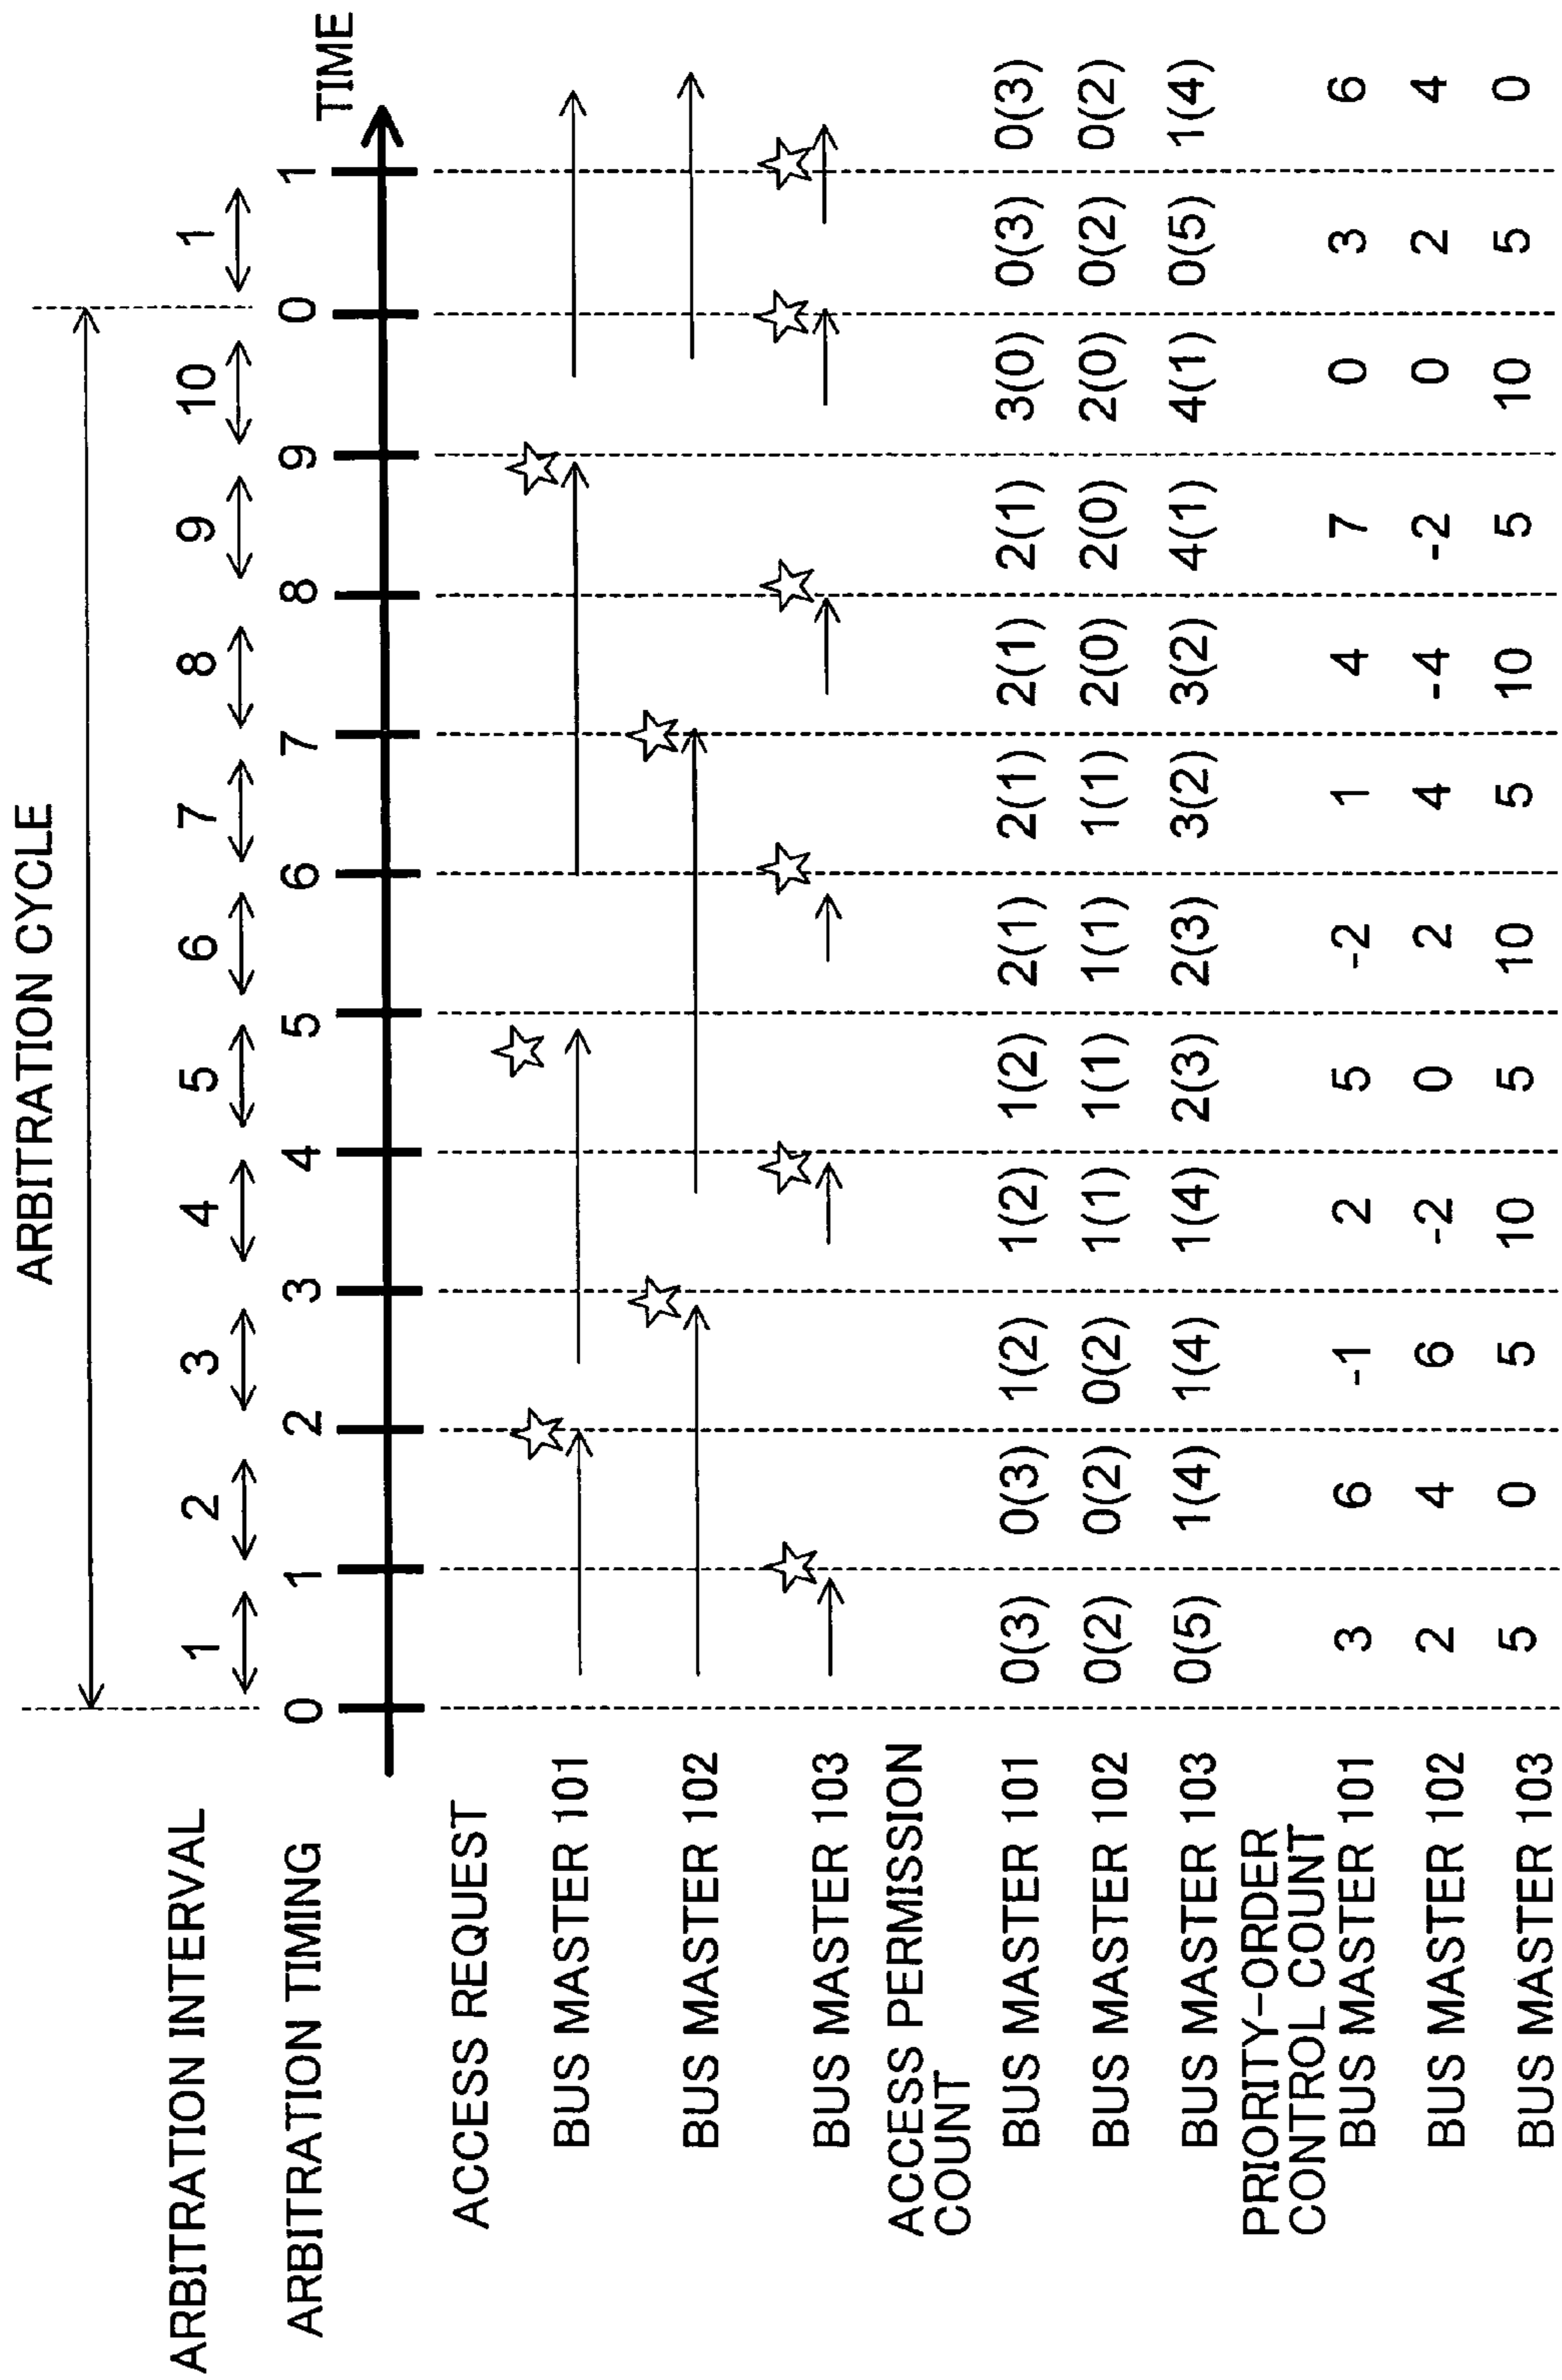 ARBITRATION CYCLE
ARBITRATION INTERVAL 1 2 3 4 5 6 7 8 9 10 1
ARBITRATION TIMING 0 1 2 3 4 5 6 7 8 9 0 1
TIME
ACCESS REQUEST
BUS MASTER 101
BUS MASTER 102
BUS MASTER 103
ACCESS PERMISSION
COUNT
BUS MASTER 101 0(3) 0(3) 1(2) 1(2) 1(2) 2(1) 2(1) 2(1) 2(1) 3(0) 0(3) 0(3)
BUS MASTER 102 0(2) 0(2) 0(2) 1(1) 1(1) 1(1) 1(1) 2(0) 2(0) 2(0) 0(2) 0(2)
BUS MASTER 103 0(5) 1(4) 1(4) 1(4) 2(3) 2(3) 3(2) 3(2) 4(1) 4(1) 0(5) 1(4)
PRIORITY-ORDER
CONTROL COUNT
BUS MASTER 101 3 6 -1 2 5 -2 1 4 7 0 3 6
BUS MASTER 102 2 4 6 -2 0 2 4 -4 -2 0 2 4
BUS MASTER 103 5 0 5 10 5 10 5 10 5 10 5 0